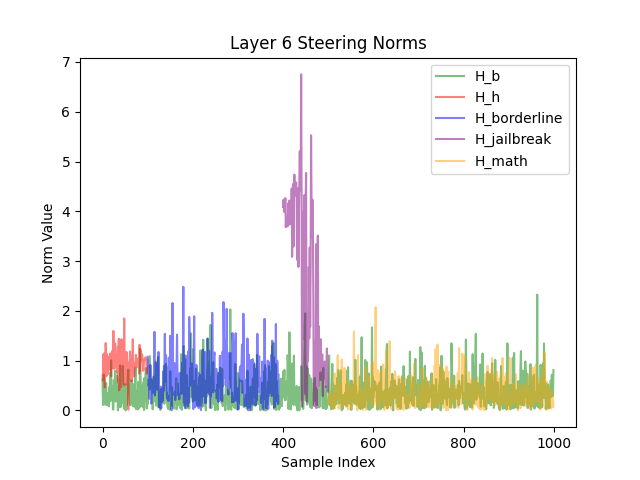 Layer 6 Steering Norms
Norm Value
7
6
5
4
3
2
1
0
H_b
H_h
H_borderline
H_jailbreak
H_math
0
200
400
600
800
1000
Sample Index